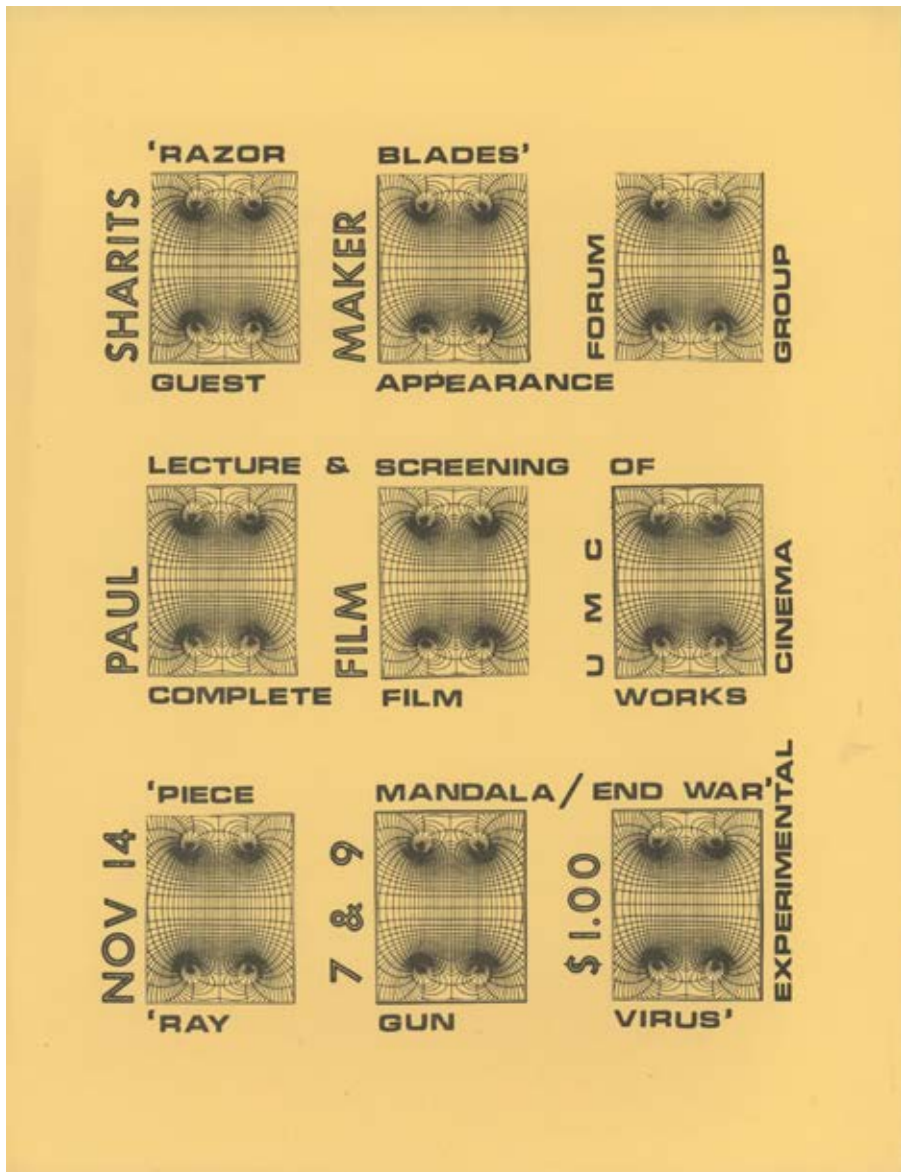 'RAZOR BLADES'
GUEST APPEARANCE
LECTURE & SCREENING OF
COMPLETE FILM WORKS
'PIECE MANDALA/END WAR'
'RAY GUN VIRUS'
NOV 14 PAUL SHARITS
7 & 9 FILM MAKER
$1.00 UMC FORUM
EXPERIMENTAL CINEMA GROUP